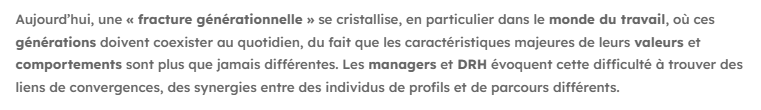 Aujourd’hui, une « fracture générationnelle » se cristallise, en particulier dans le monde du travail, où ces
générations doivent coexister au quotidien, du fait que les caractéristiques majeures de leurs valeurs et
comportements sont plus que jamais différentes. Les managers et DRH évoquent cette difficulté à trouver des
liens de convergences, des synergies entre des individus de profils et de parcours différents.